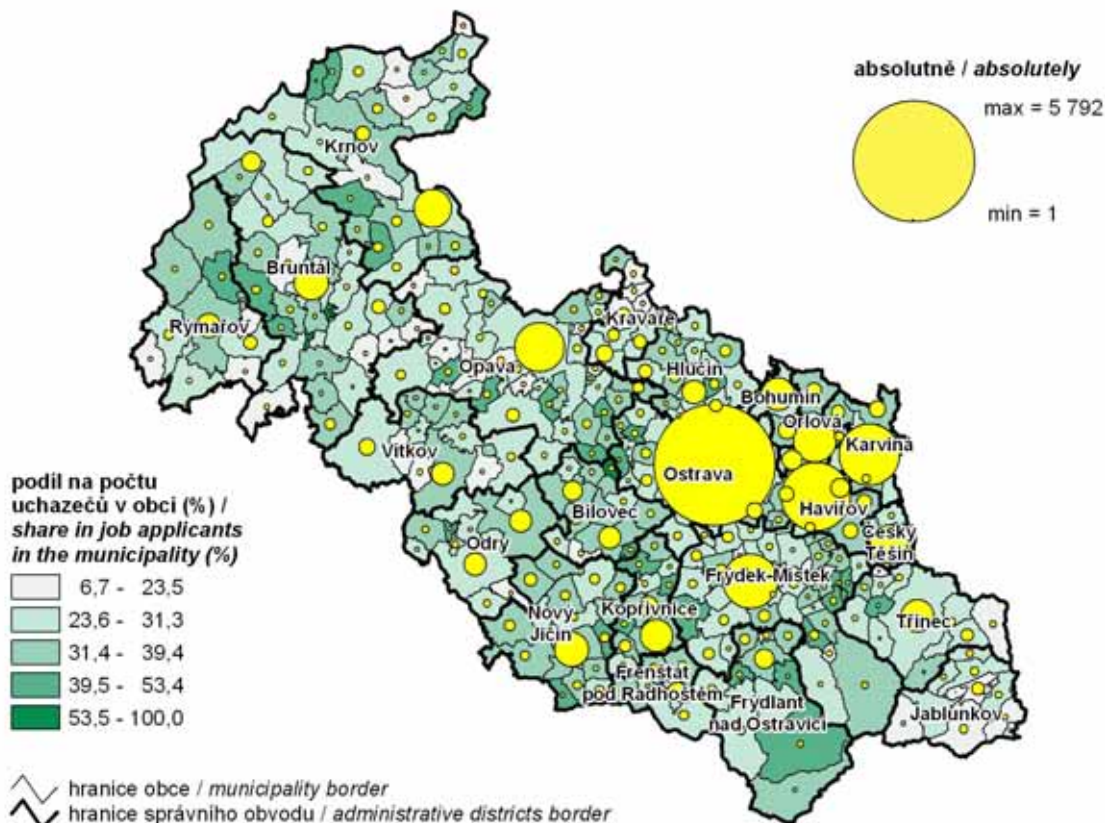 absolutně / absolutely
max = 5 792
min = 1
Krnov
Bruntál
Rýmařov
Kravaře
Opava
Hlučín
Bohumín
Orlová
Karviná
Vítkov
Ostrava
Havířov
Bílovec
Český
Těšín
Odry
Frýdek-Místek
Nový
Jičín
Kopřivnice
Třinec
Frenštát
pod Radhoštěm
Frýdlant
nad Ostravicí
Jablunkov
podíl na počtu
uchazečů v obci (%) /
share in job applicants
in the municipality (%)
6,7 - 23,5
23,6 - 31,3
31,4 - 39,4
39,5 - 53,4
53,5 - 100,0
hranice obce / municipality border
hranice správního obvodu / administrative districts border